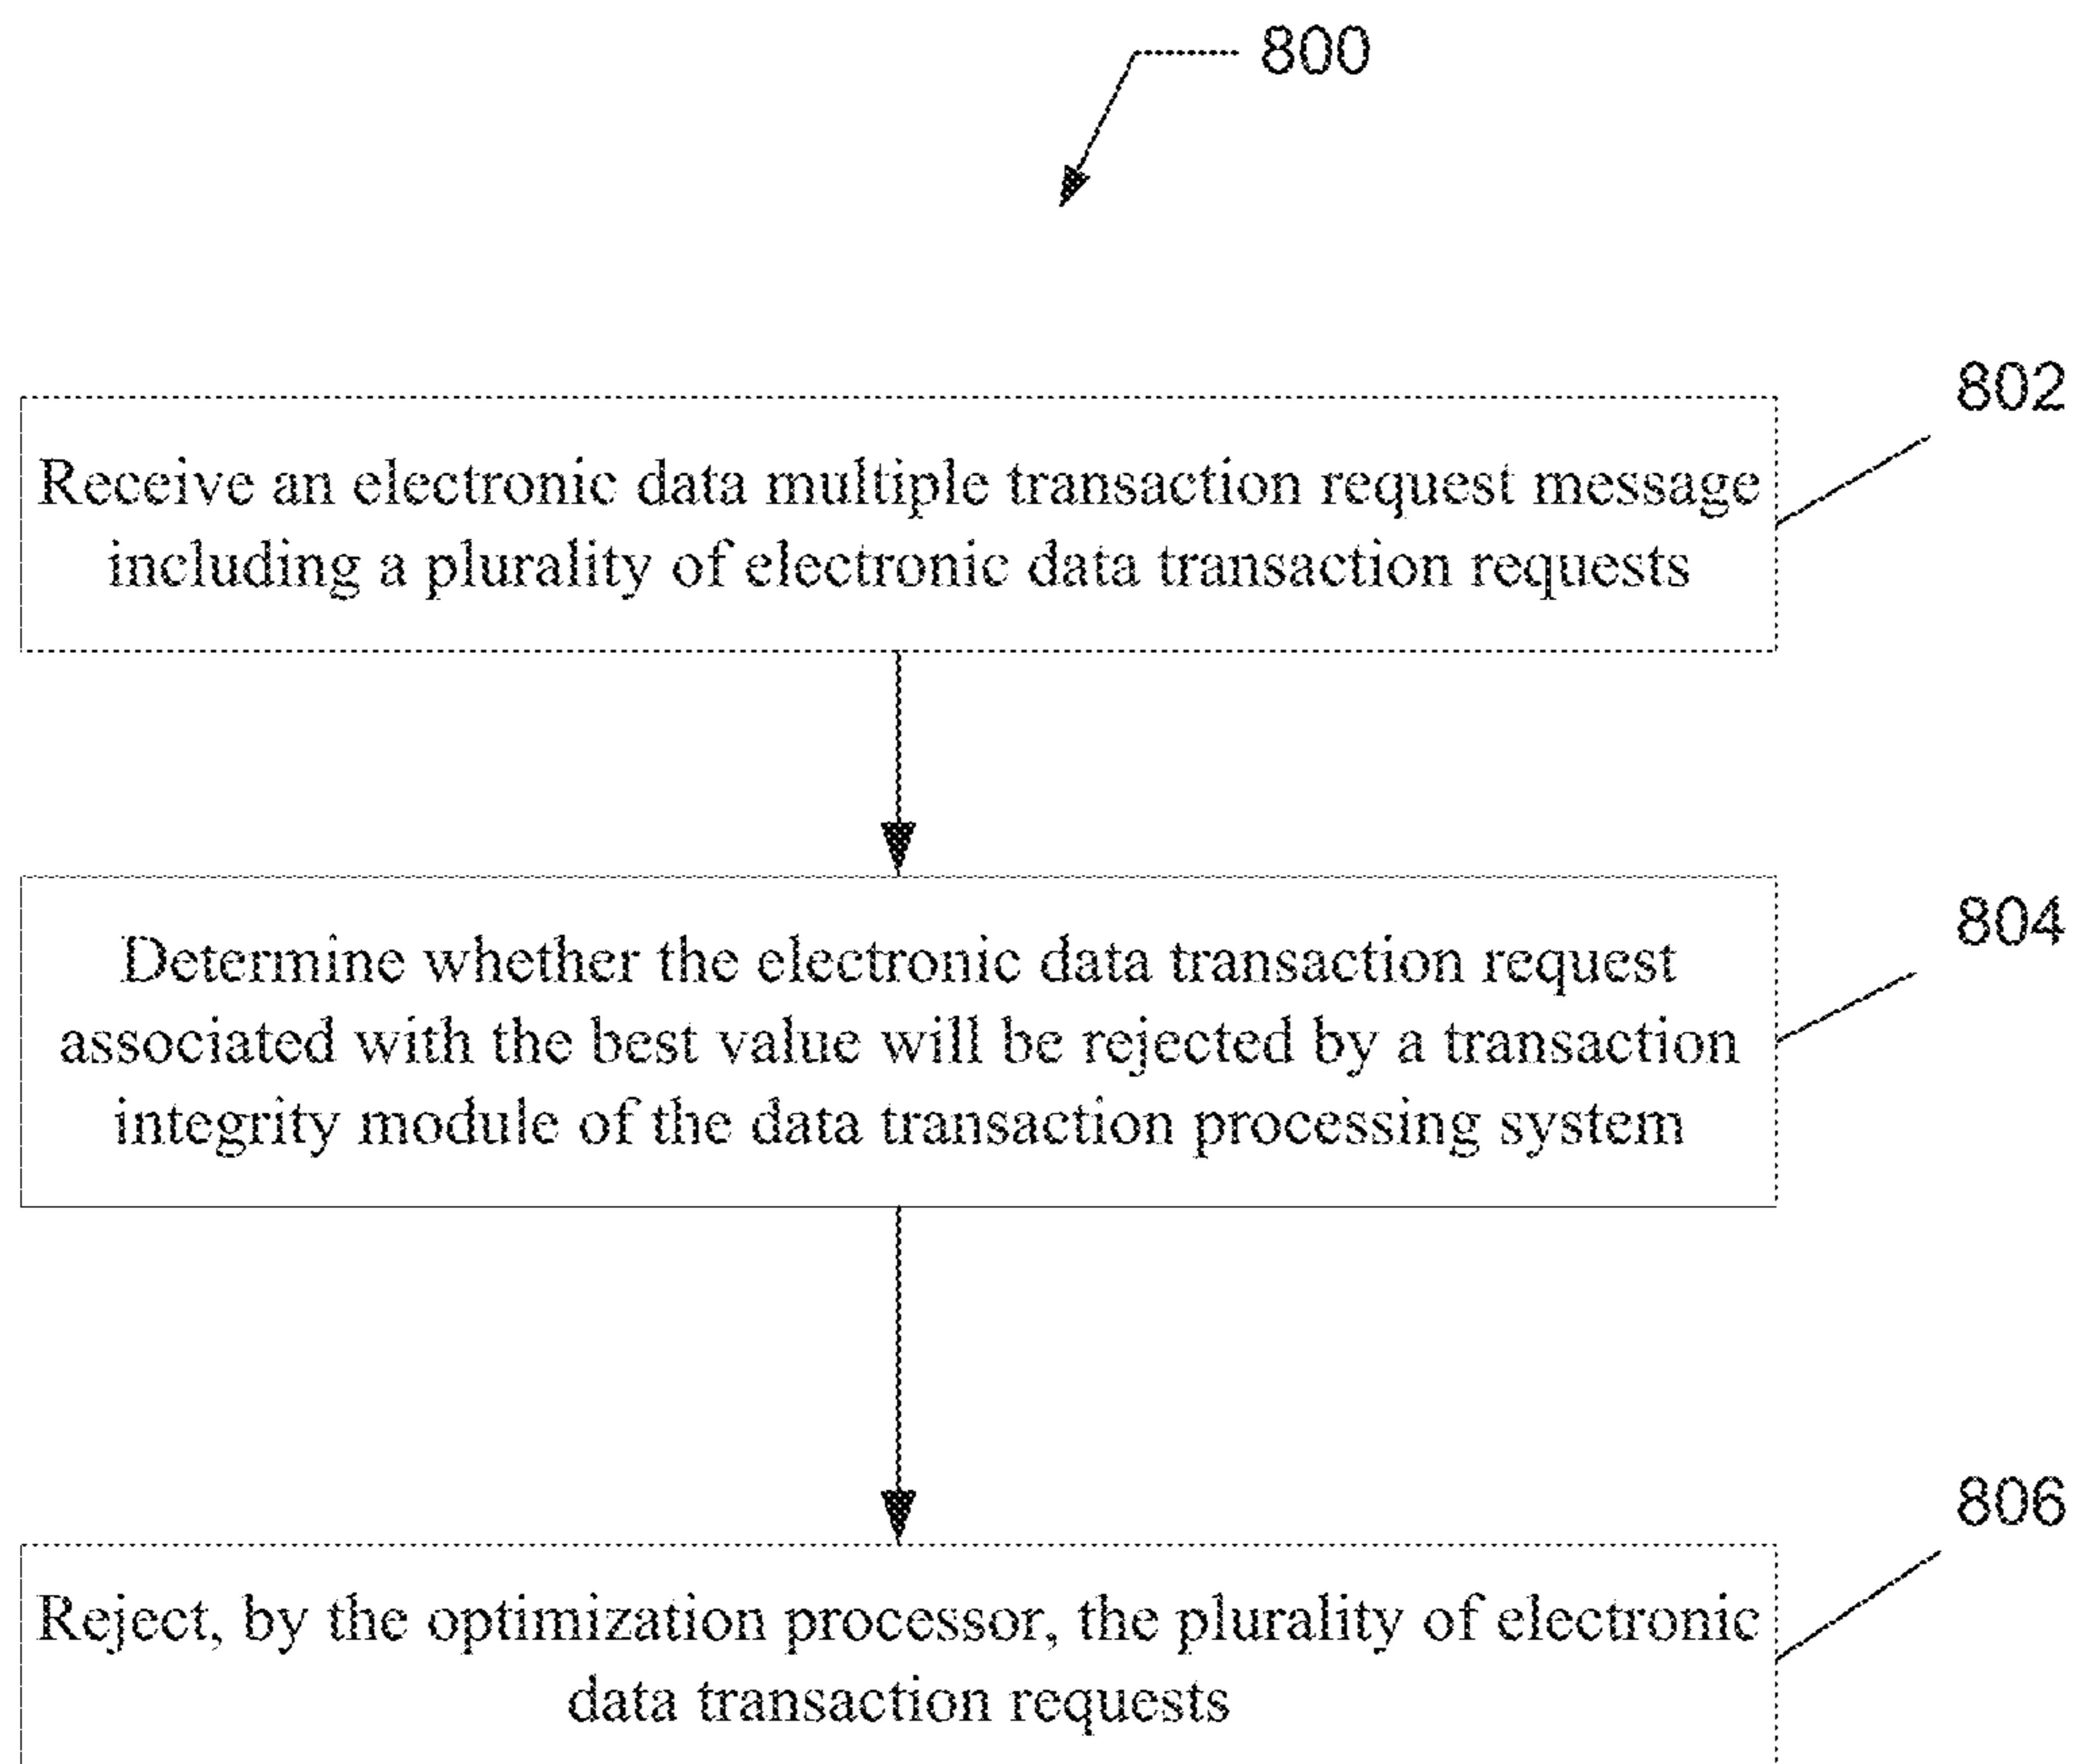 800
802
Receive an electronic data multiple transaction request message
including a plurality of electronic data transaction requests
804
Determine whether the electronic data transaction request
associated with the best value will be rejected by a transaction
integrity module of the data transaction processing system
806
Reject, by the optimization processor, the plurality of electronic
data transaction requests